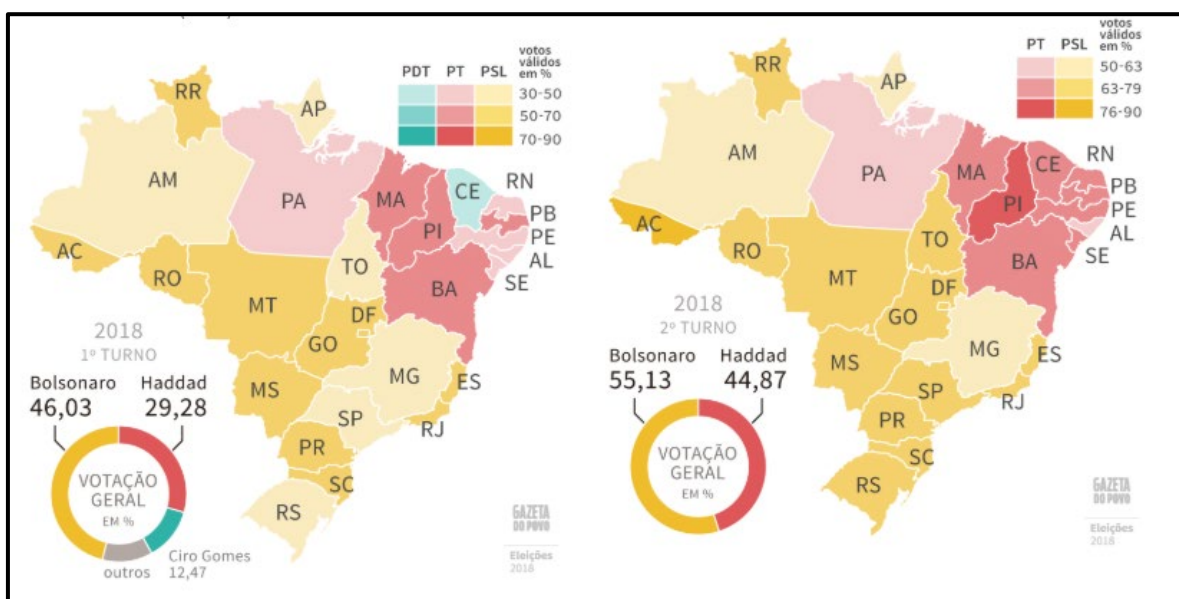 PDT PT PSL votos
válidos
em %
30-50
50-70
70-90
RR
AP
AM
PA
MA
CE
RN
PB
PI
PE
AC
TO
AL
RO
SE
BA
MT
DF
GO
2018
1º TURNO
MG
Bolsonaro
46,03
Haddad
29,28
MS
ES
SP
RJ
PR
VOTAÇÃO
GERAL
EM %
SC
RS
outros
Ciro Gomes
12,47
GAZETA
DO POVO
Eleições
2018
PT PSL votos
válidos
em %
50-63
63-79
76-90
RR
AP
AM
PA
MA
CE
RN
PB
PI
PE
AC
TO
AL
RO
SE
BA
MT
DF
GO
2018
2º TURNO
MG
ES
Bolsonaro
55,13
Haddad
44,87
MS
SP
RJ
PR
VOTAÇÃO
GERAL
EM %
SC
RS
GAZETA
DO POVO
Eleições
2018